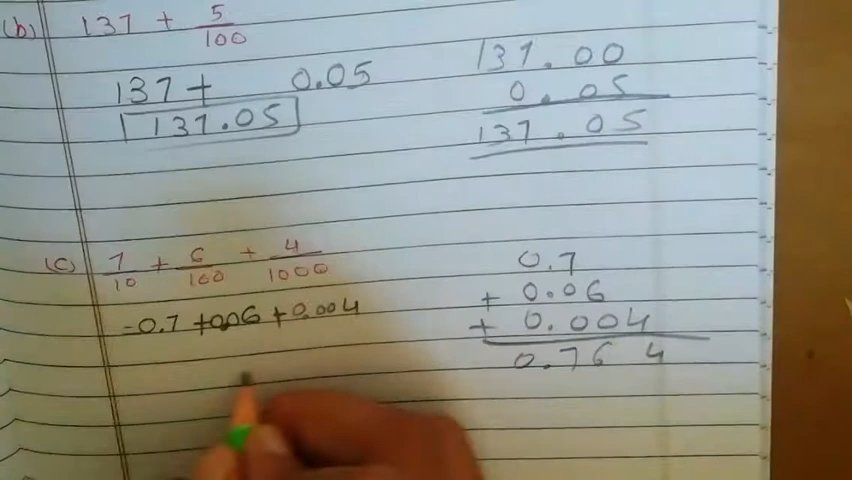 (b) 137 + 5/100
137 + 0.05
137.05
137.00
0.05
137.05
(c) 7/10 + 6/100 + 4/1000
= 0.7 + 0.06 + 0.004
0.7
+ 0.06
+ 0.004
0.764